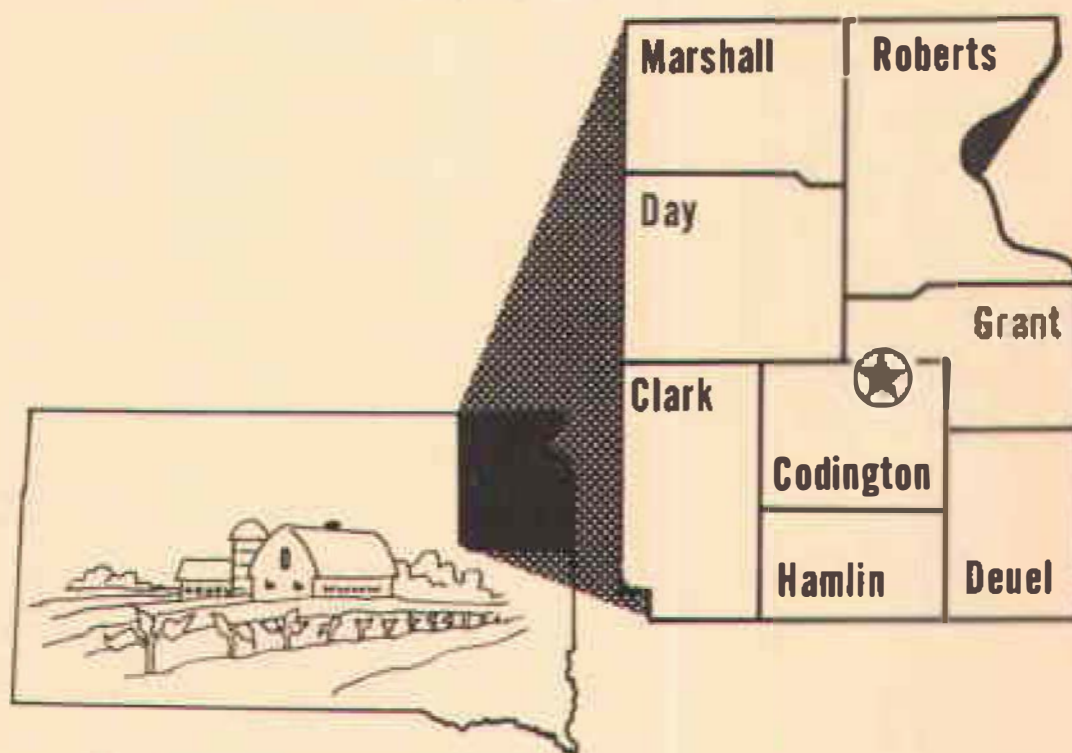 Marshall
Roberts
Day
Grant
Clark
Codington
Hamlin
Deuel